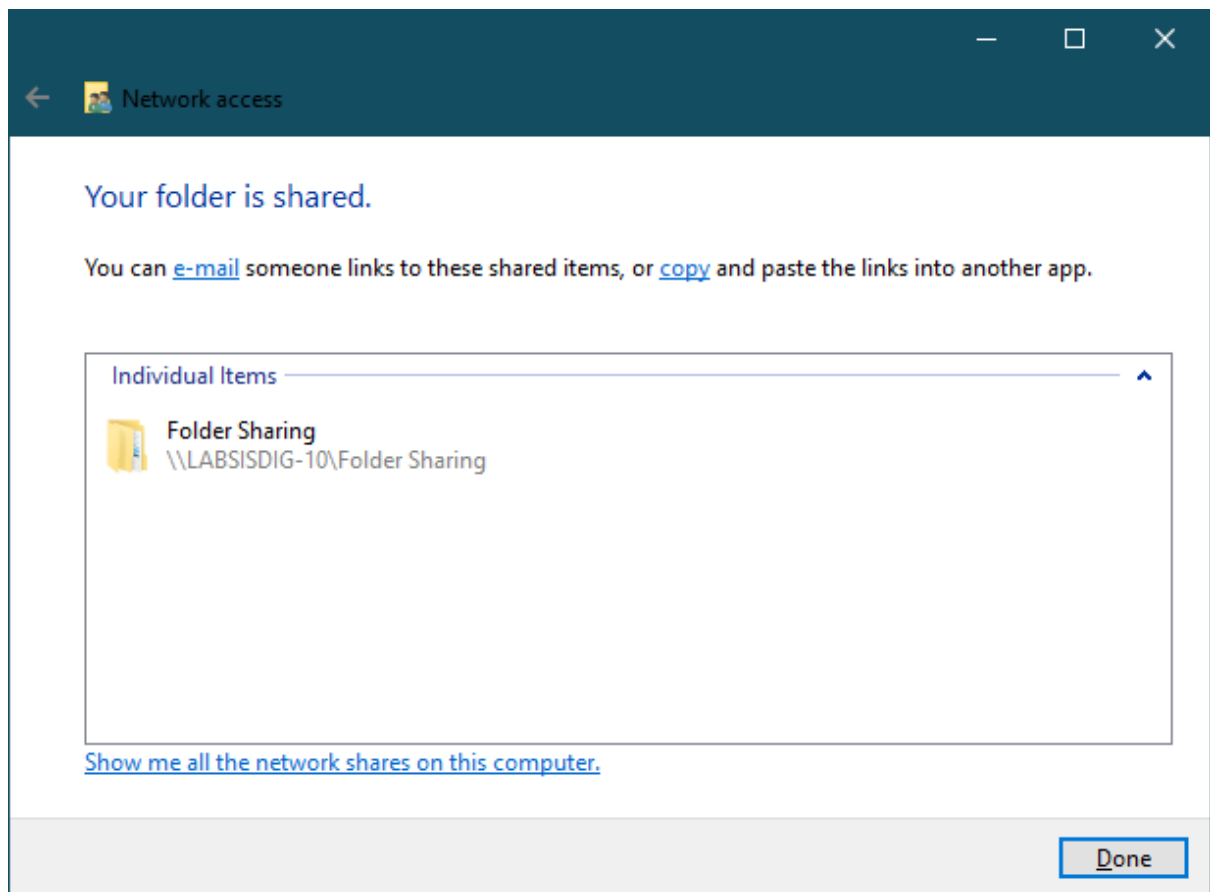 Network access
Your folder is shared.
You can e-mail someone links to these shared items, or copy and paste the links into another app.
Individual Items
Folder Sharing
\\LABSISDIG-10\Folder Sharing
Show me all the network shares on this computer.
Done